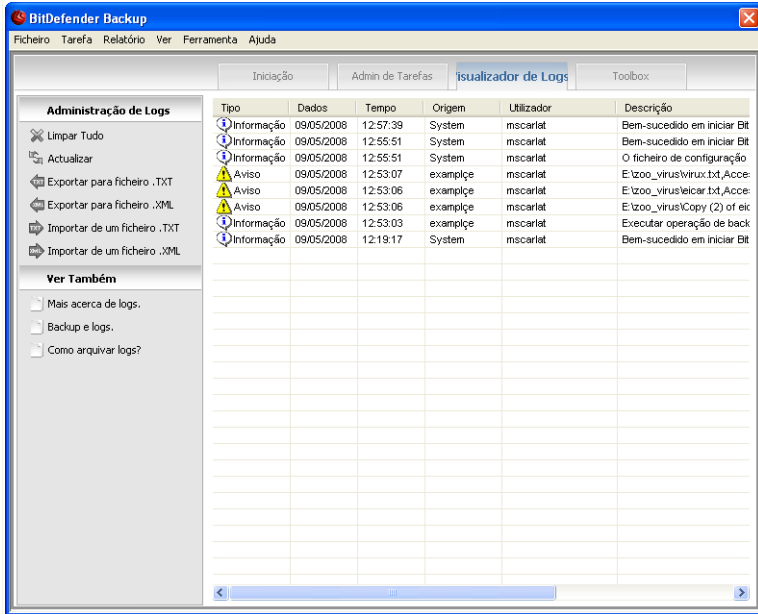 BitDefender Backup
Ficheiro Tarefa Relatório Ver Ferramenta Ajuda
Iniciação Admin de Tarefas isualizador de Logs Toolbox
Administração de Logs
Limpar Tudo
Actualizar
Exportar para ficheiro .TXT
Exportar para ficheiro .XML
Importar de um ficheiro .TXT
Importar de um ficheiro .XML
Ver Também
Mais acerca de logs.
Backup e logs.
Como arquivar logs?
Tipo Dados Tempo Origem Utilizador Descrição
Informação 09/05/2008 12:57:39 System mscarlat Bem-sucedido em iniciar Bit
Informação 09/05/2008 12:55:51 System mscarlat Bem-sucedido em iniciar Bit
Informação 09/05/2008 12:55:51 System mscarlat O ficheiro de configuração
Aviso 09/05/2008 12:53:07 examplçe mscarlat E:\zoo_virus\virux.txt,Acce
Aviso 09/05/2008 12:53:06 examplçe mscarlat E:\zoo_virus\eicar.txt,Acce
Aviso 09/05/2008 12:53:06 examplçe mscarlat E:\zoo_virus\Copy (2) of eic
Informação 09/05/2008 12:53:03 examplçe mscarlat Executar operação de back
Informação 09/05/2008 12:19:17 System mscarlat Bem-sucedido em iniciar Bit